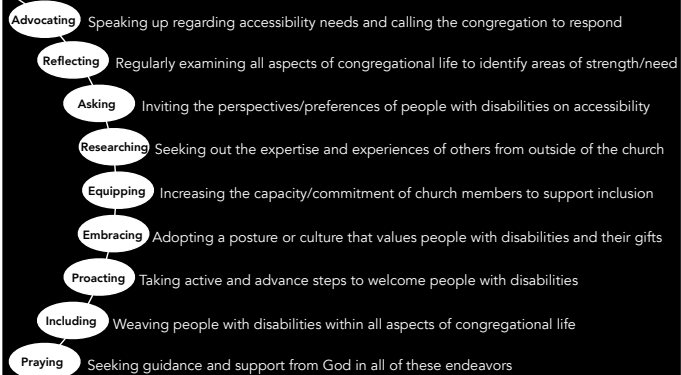 Advocating Speaking up regarding accessibility needs and calling the congregation to respond
Reflecting Regularly examining all aspects of congregational life to identify areas of strength/need
Asking Inviting the perspectives/preferences of people with disabilities on accessibility
Researching Seeking out the expertise and experiences of others from outside of the church
Equipping Increasing the capacity/commitment of church members to support inclusion
Embracing Adopting a posture or culture that values people with disabilities and their gifts
Proacting Taking active and advance steps to welcome people with disabilities
Including Weaving people with disabilities within all aspects of congregational life
Praying Seeking guidance and support from God in all of these endeavors